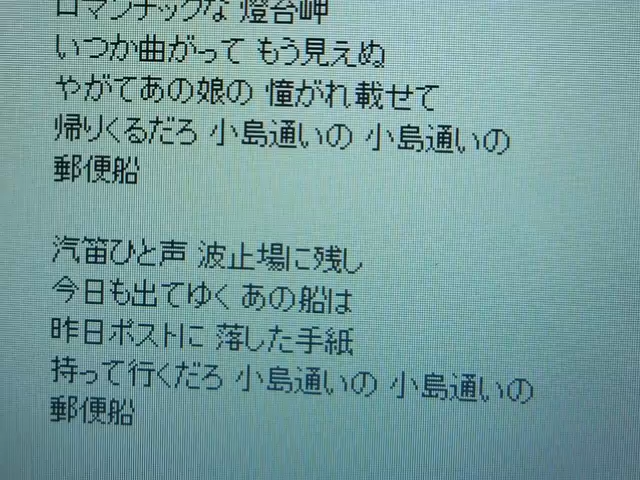 ロマンチックな 燈台岬
いつか曲がって もう見えぬ
やがてあの娘の 憧がれ載せて
帰りくるだろ 小島通いの 小島通いの
郵便船
汽笛ひと声 波止場に残し
今日も出てゆく あの船は
昨日ポストに 落した手紙
持って行くだろ 小島通いの 小島通いの
郵便船